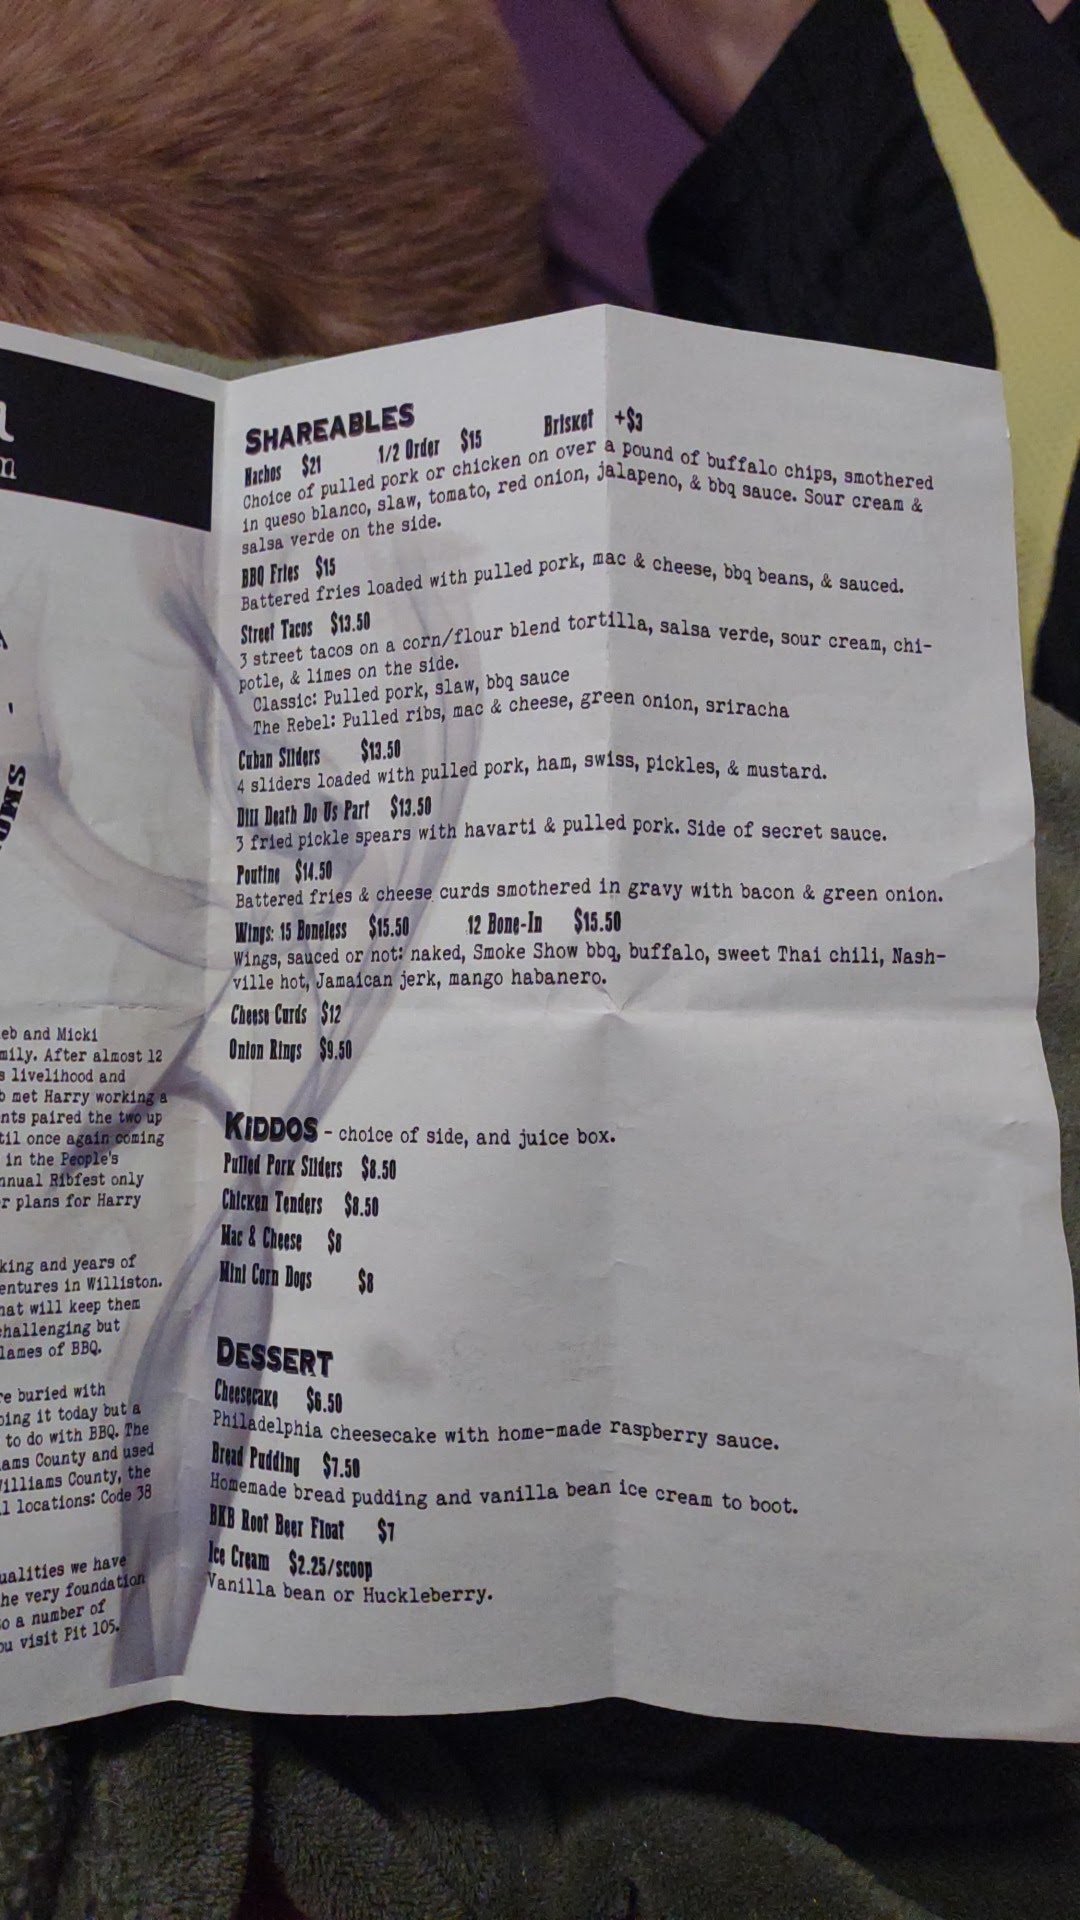 SMO
eb and Micki
mily. After almost 12
s livelihood and
b met Harry working a
nts paired the two up
til once again coming
in the People's
nnual Ribfest only
r plans for Harry
king and years of
entures in Williston.
hat will keep them
challenging but
lames of BBQ.
re buried with
oing it today but a
to do with BBQ. The
ams County and used
Williams County, the
l locations: Code 38
ualities we have
he very foundation
so a number of
ou visit Pit 105.
SHAREABLES
Nachos $21 1/2 Order $15 Brisket +$3
Choice of pulled pork or chicken on over a pound of buffalo chips, smothered
in queso blanco, slaw, tomato, red onion, jalapeno, & bbq sauce. Sour cream &
salsa verde on the side.
BBQ Fries $15
Battered fries loaded with pulled pork, mac & cheese, bbq beans, & sauced.
Street Tacos $13.50
3 street tacos on a corn/flour blend tortilla, salsa verde, sour cream, chi-
potle, & limes on the side.
Classic: Pulled pork, slaw, bbq sauce
The Rebel: Pulled ribs, mac & cheese, green onion, sriracha
Cuban Sliders $13.50
4 sliders loaded with pulled pork, ham, swiss, pickles, & mustard.
Dill Death Do Us Part $13.50
3 fried pickle spears with havarti & pulled pork. Side of secret sauce.
Poutine $14.50
Battered fries & cheese curds smothered in gravy with bacon & green onion.
Wings: 15 Boneless $15.50 12 Bone-In $15.50
Wings, sauced or not: naked, Smoke Show bbq, buffalo, sweet Thai chili, Nash-
ville hot, Jamaican jerk, mango habanero.
Cheese Curds $12
Onion Rings $9.50
KIDDOS - choice of side, and juice box.
Pulled Pork Sliders $8.50
Chicken Tenders $8.50
Mac & Cheese $8
Mini Corn Dogs $8
DESSERT
Cheesecake $6.50
Philadelphia cheesecake with home-made raspberry sauce.
Bread Pudding $7.50
Homemade bread pudding and vanilla bean ice cream to boot.
BKB Root Beer Float $7
Ice Cream $2.25/scoop
Vanilla bean or Huckleberry.